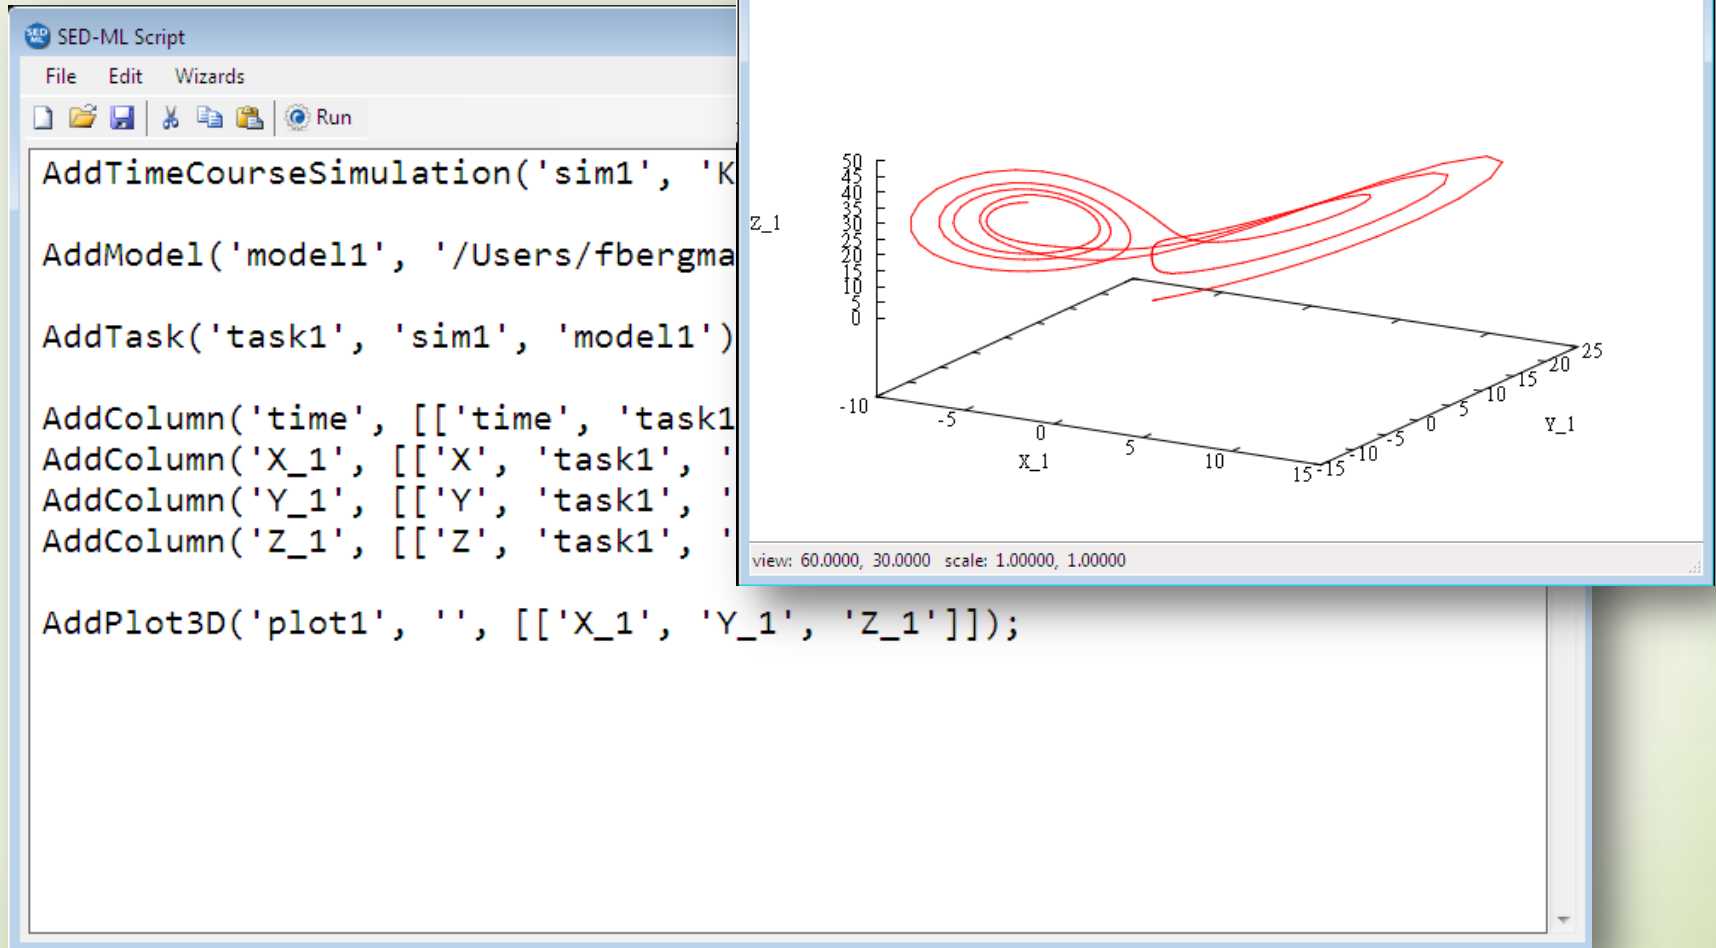 SED-ML Script
File Edit Wizards
Run
AddTimeCourseSimulation('sim1', 'K
AddModel('model1', '/Users/fbergma
AddTask('task1', 'sim1', 'model1')
AddColumn('time', [['time', 'task1
AddColumn('X_1', [['X', 'task1', '
AddColumn('Y_1', [['Y', 'task1', '
AddColumn('Z_1', [['Z', 'task1', '
AddPlot3D('plot1', '', [['X_1', 'Y_1', 'Z_1']]);
50
45
40
35
30
25
20
15
10
5
0
Z_1
-10
-5
0
5
10
15
X_1
-15
-10
-5
0
5
10
15
20
25
Y_1
view: 60.0000, 30.0000 scale: 1.00000, 1.00000